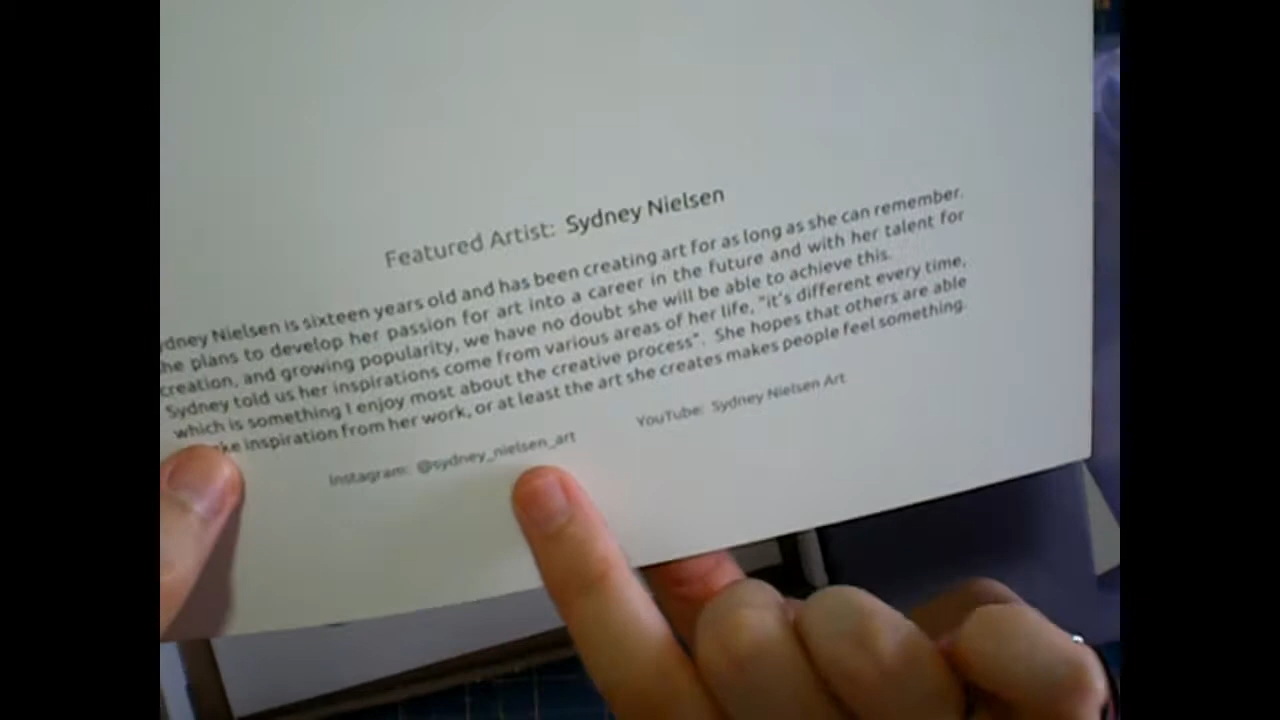 Featured Artist: Sydney Nielsen
dney Nielsen is sixteen years old and has been creating art for as long as she can remember.
he plans to develop her passion for art into a career in the future and with her talent for
creation, and growing popularity, we have no doubt she will be able to achieve this.
Sydney told us her inspirations come from various areas of her life, "it's different every time,
which is something I enjoy most about the creative process". She hopes that others are able
ke inspiration from her work, or at least the art she creates makes people feel something.
Instagram: @sydney_nielsen_art YouTube: Sydney Nielsen Art